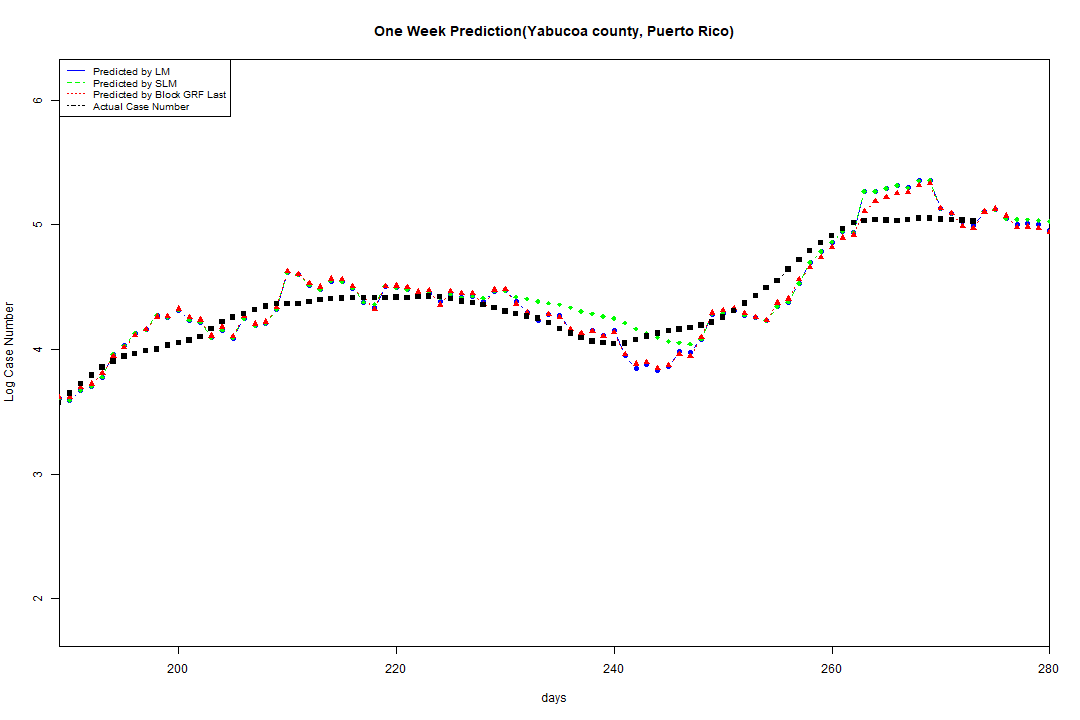 One Week Prediction(Yabucoa county, Puerto Rico)
Predicted by LM
Predicted by SLM
Predicted by Block GRF Last
Actual Case Number
6
5
4
3
2
Log Case Number
200 220 240 260 280
days